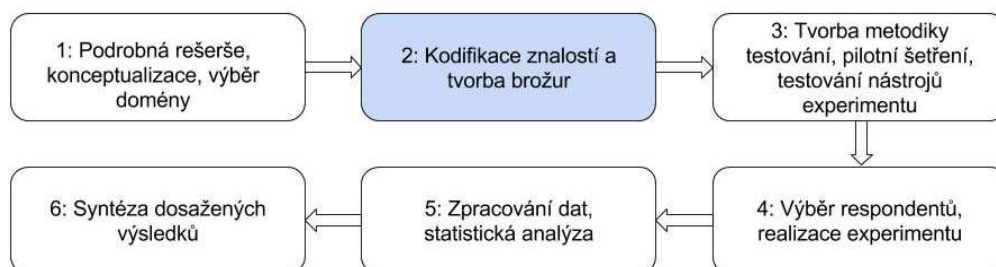 1: Podrobná rešerše,
konceptualizace, výběr
domény
2: Kodifikace znalostí a
tvorba brožur
3: Tvorba metodiky
testování, pilotní šetření,
testování nástrojů
experimentu
4: Výběr respondentů,
realizace experimentu
5: Zpracování dat,
statistická analýza
6: Syntéza dosažených
výsledků